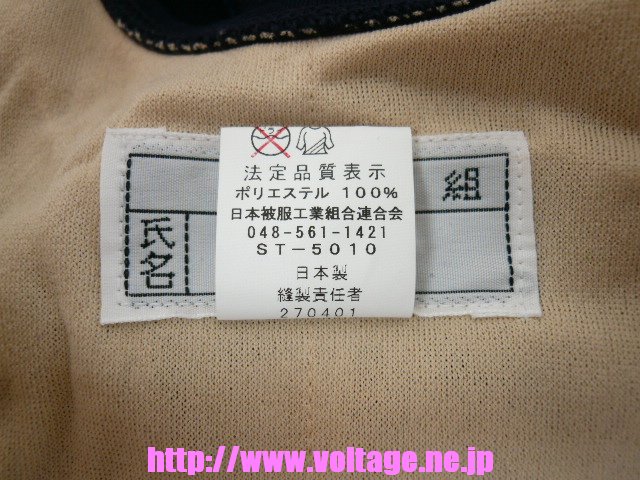 法定品質表示
ポリエステル 100%
日本被服工業組合連合会
048-561-1421
ST-5010
日本製
縫製責任者
270401
組
氏名
http://www.voltage.ne.jp